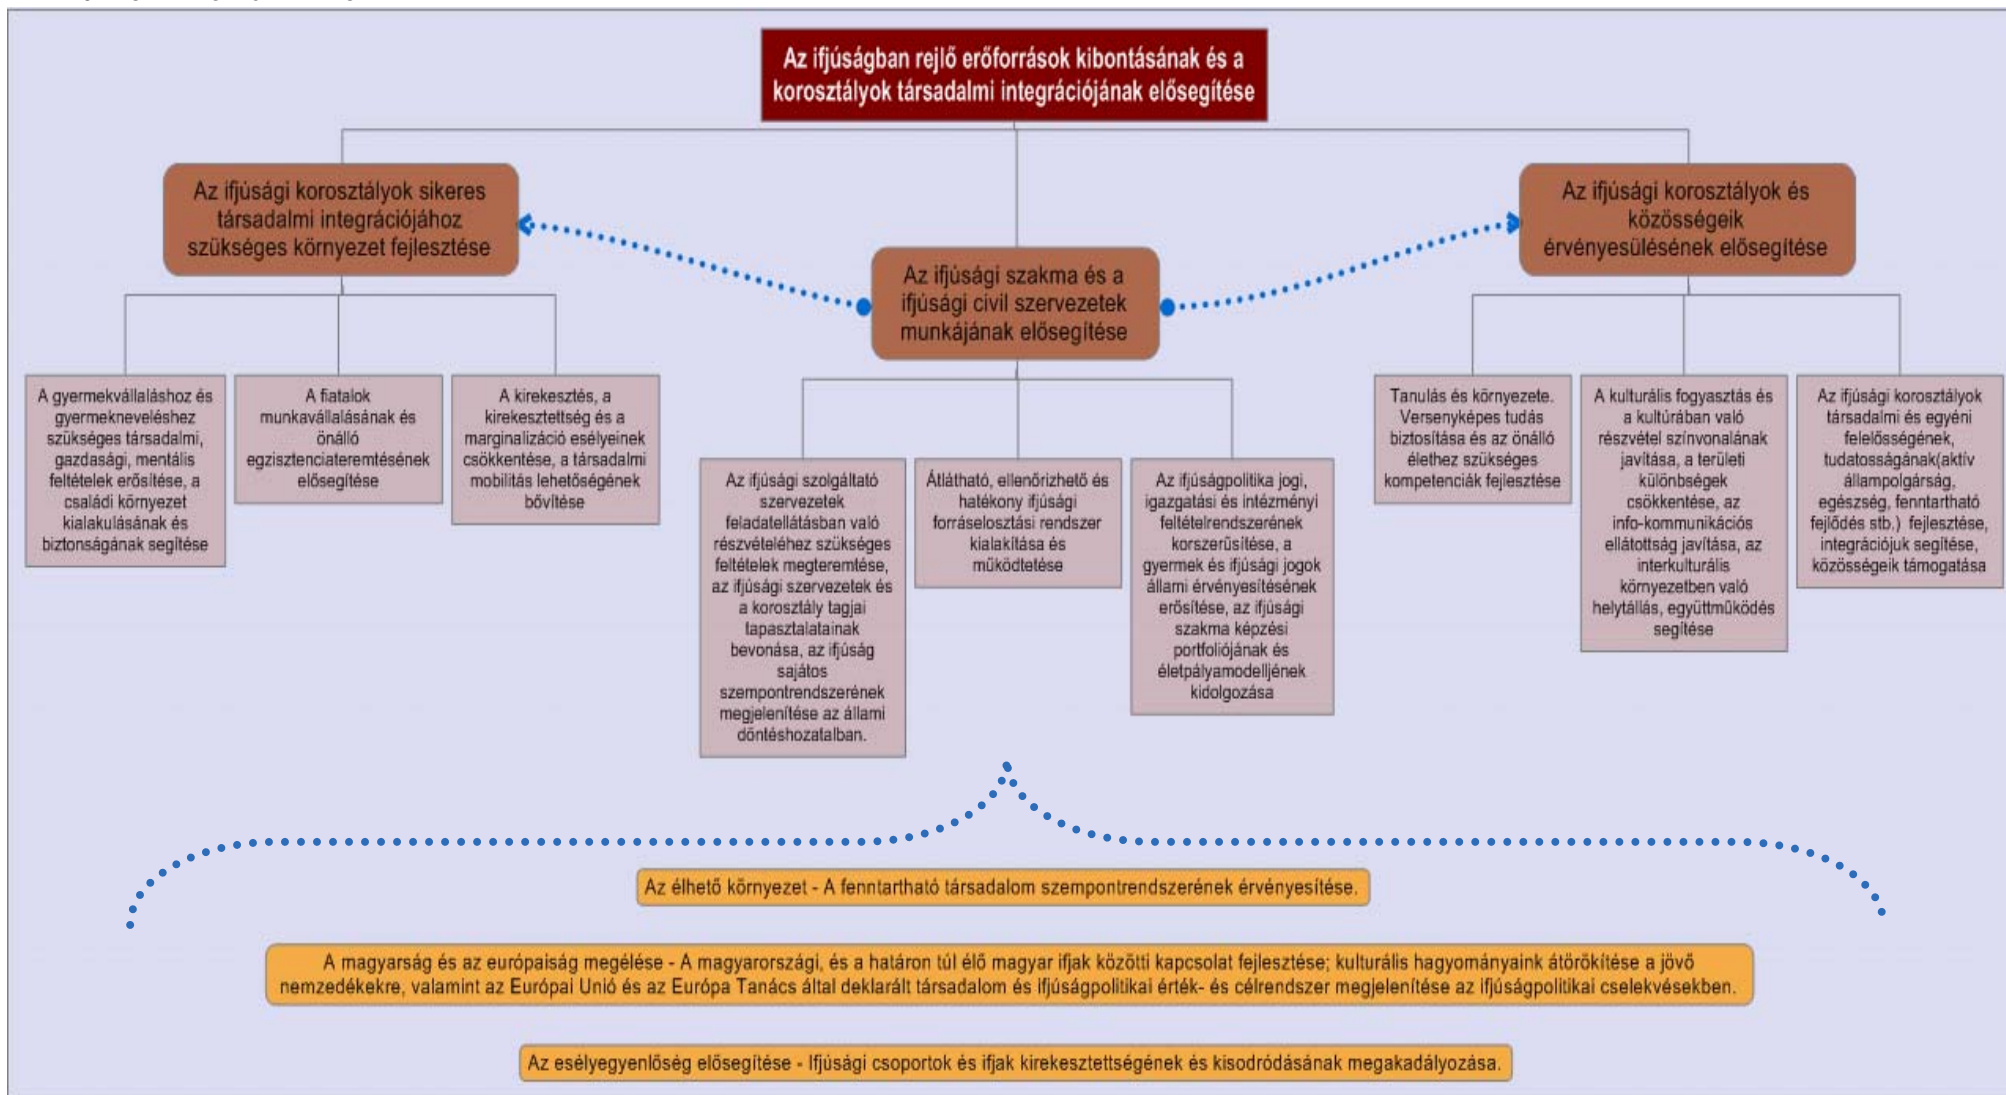 Az ifjúságban rejlő erőforrások kibontásának és a
korosztályok társadalmi integrációjának elősegítése
Az ifjúsági korosztályok sikeres
társadalmi integrációjához
szükséges környezet fejlesztése
Az ifjúsági szakma és a
ifjúsági civil szervezetek
munkájának elősegítése
Az ifjúsági korosztályok és
közösségeik
érvényesülésének elősegítése
A gyermekvállaláshoz és
gyermekneveléshez
szükséges társadalmi,
gazdasági, mentális
feltételek erősítése, a
családi környezet
kialakulásának és
biztonságának segítése
A fiatalok
munkavállalásának és
önálló
egzisztenciateremtésének
elősegítése
A kirekesztés, a
kirekesztettség és a
marginalizáció esélyeinek
csökkentése, a társadalmi
mobilitás lehetőségének
bővítése
Az ifjúsági szolgáltató
szervezetek
feladatellátásban való
részvételéhez szükséges
feltételek megteremtése,
az ifjúsági szervezetek és
a korosztály tagjai
tapasztalatainak
bevonása, az ifjúság
sajátos
szempontrendszerének
megjelenítése az állami
döntéshozatalban.
Átlátható, ellenőrizhető és
hatékony ifjúsági
forráselosztási rendszer
kialakítása és
működtetése
Az ifjúságpolitika jogi,
igazgatási és intézményi
feltételrendszerének
korszerűsítése, a
gyermek és ifjúsági jogok
állami érvényesítésének
erősítése, az ifjúsági
szakma képzési
portfoliójának és
életpályamodelljének
kidolgozása
Tanulás és környezete.
Versenyképes tudás
biztosítása és az önálló
élethez szükséges
kompetenciák fejlesztése
A kulturális fogyasztás és
a kultúrában való
részvétel színvonalának
javítása, a területi
különbségek
csökkentése, az
info-kommunikációs
ellátottság javítása, az
interkulturális
környezetben való
helytállás, együttműködés
segítése
Az ifjúsági korosztályok
társadalmi és egyéni
felelősségének,
tudatosságának(aktív
állampolgárság,
egészség, fenntartható
fejlődés stb.) fejlesztése,
integrációjuk segítése,
közösségeik támogatása
Az élhető környezet - A fenntartható társadalom szempontrendszerének érvényesítése.
A magyarság és az európaiság megélése - A magyarországi, és a határon túl élő magyar ifjak közötti kapcsolat fejlesztése; kulturális hagyományaink átörökítése a jövő
nemzedékekre, valamint az Európai Unió és az Európa Tanács által deklarált társadalom és ifjúságpolitikai érték- és célrendszer megjelenítése az ifjúságpolitikai cselekvésekben.
Az esélyegyenlőség elősegítése - Ifjúsági csoportok és ifjak kirekesztettségének és kisodródásának megakadályozása.